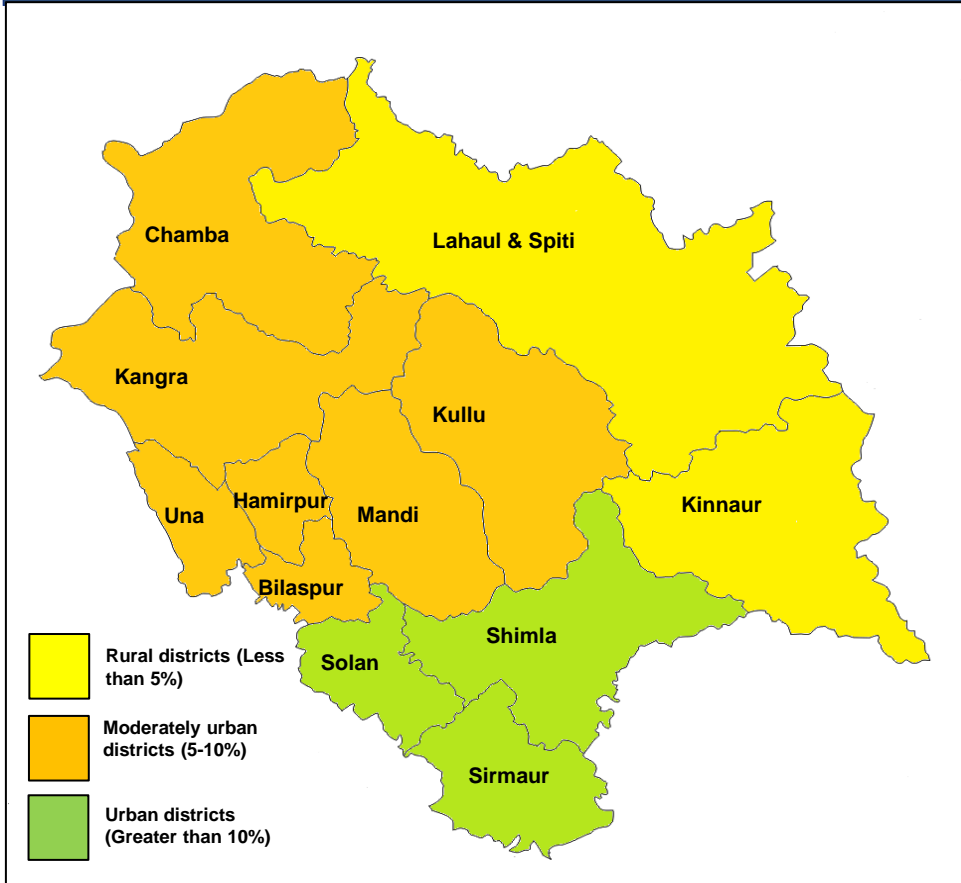 Chamba
Lahaul & Spiti
Kangra
Kullu
Hamirpur
Kinnaur
Una
Mandi
Bilaspur
Shimla
Solan
Sirmaur
Rural districts (Less
than 5%)
Moderately urban
districts (5-10%)
Urban districts
(Greater than 10%)